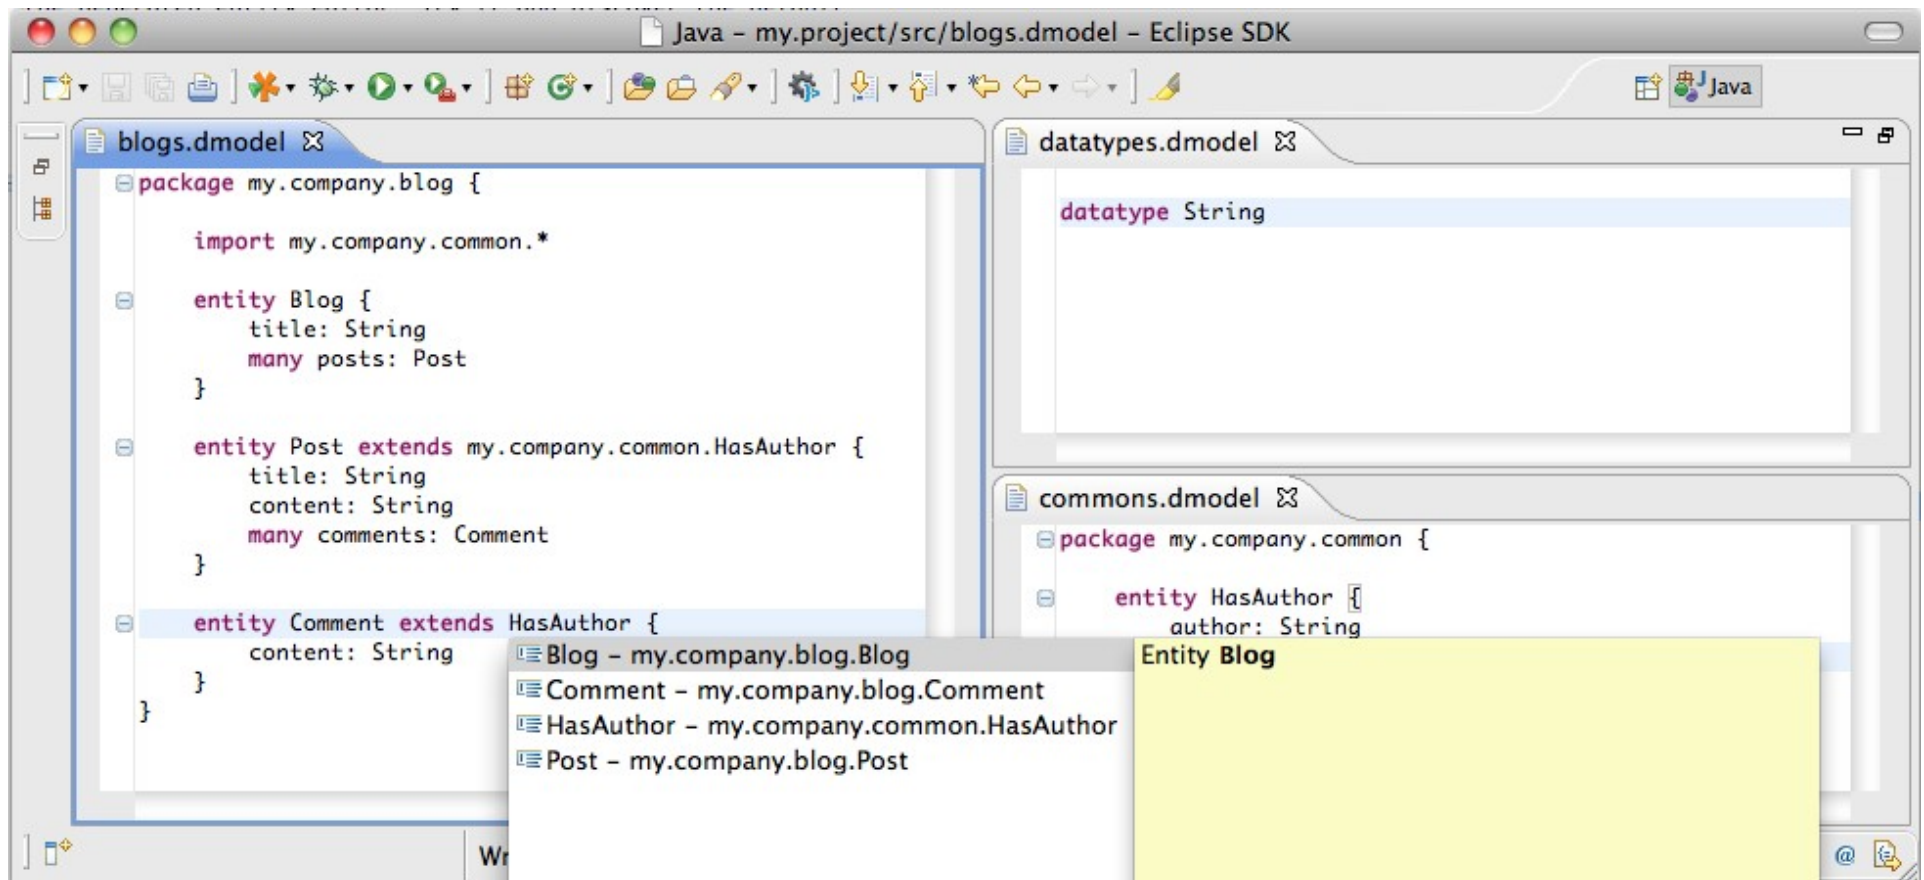 Java – my.project/src/blogs.dmodel – Eclipse SDK
Java
blogs.dmodel
package my.company.blog {
import my.company.common.*
entity Blog {
title: String
many posts: Post
}
entity Post extends my.company.common.HasAuthor {
title: String
content: String
many comments: Comment
}
entity Comment extends HasAuthor {
content: String
}
}
datatypes.dmodel
datatype String
commons.dmodel
package my.company.common {
entity HasAuthor {
author: String
Blog – my.company.blog.Blog
Comment – my.company.blog.Comment
HasAuthor – my.company.common.HasAuthor
Post – my.company.blog.Post
Entity Blog
Wr